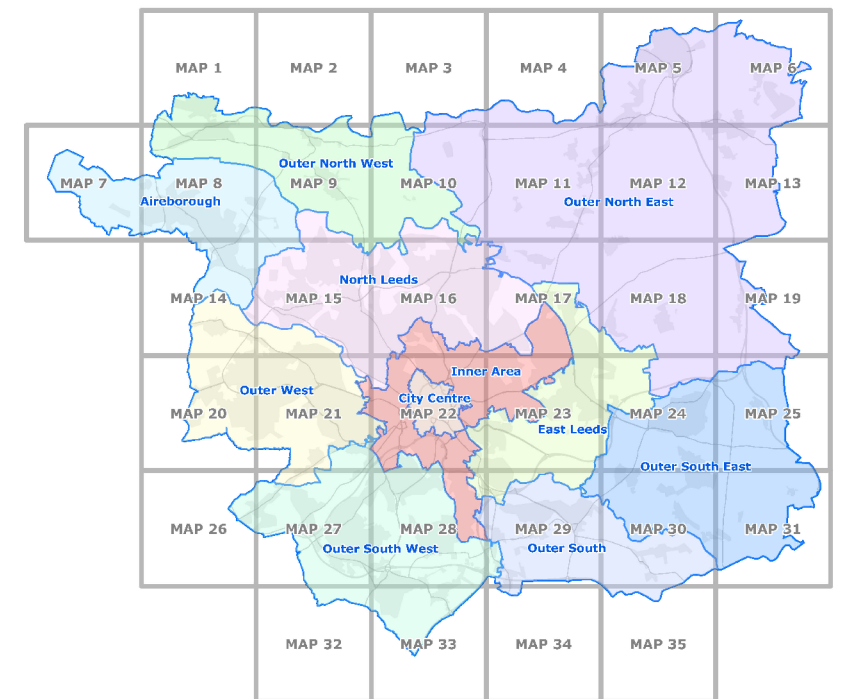 MAP 1 MAP 2 MAP 3 MAP 4 MAP 5 MAP 6
Outer North West
MAP 7 MAP 8 MAP 9 MAP 10 MAP 11 MAP 12 MAP 13
Aireborough Outer North East
North Leeds
MAP 14 MAP 15 MAP 16 MAP 17 MAP 18 MAP 19
Inner Area
Outer West City Centre
MAP 20 MAP 21 MAP 22 MAP 23 MAP 24 MAP 25
East Leeds
Outer South East
MAP 26 MAP 27 MAP 28 MAP 29 MAP 30 MAP 31
Outer South West Outer South
MAP 32 MAP 33 MAP 34 MAP 35